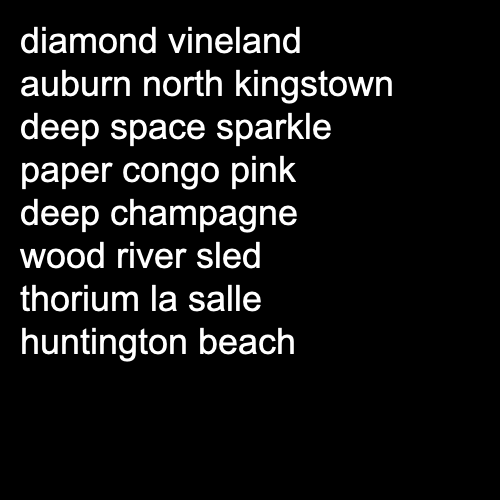 diamond vineland
auburn north kingstown
deep space sparkle
paper congo pink
deep champagne
wood river sled
thorium la salle
huntington beach